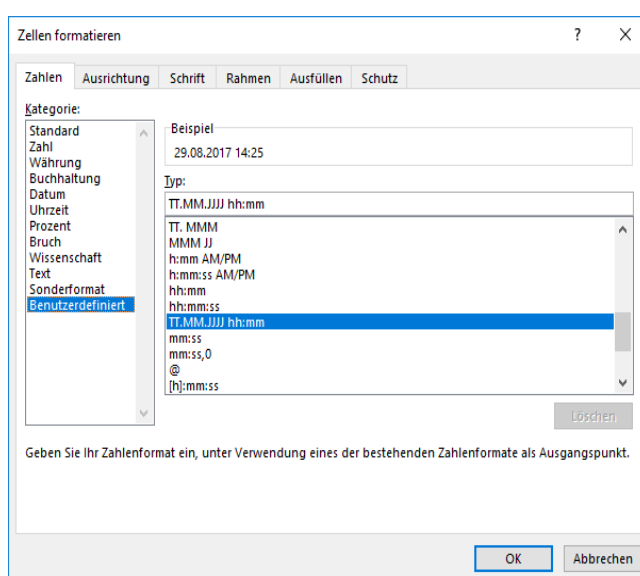 Zellen formatieren
?
X
Zahlen Ausrichtung Schrift Rahmen Ausfüllen Schutz
Kategorie:
Standard
Zahl
Währung
Buchhaltung
Datum
Uhrzeit
Prozent
Bruch
Wissenschaft
Text
Sonderformat
Benutzerdefiniert
Beispiel
29.08.2017 14:25
Typ:
TT.MM.JJJJ hh:mm
TT. MMM
MMM JJ
h:mm AM/PM
h:mm:ss AM/PM
hh:mm
hh:mm:ss
TT.MM.JJJJ hh:mm
mm:ss
mm:ss,0
@
[h]:mm:ss
Löschen
Geben Sie Ihr Zahlenformat ein, unter Verwendung eines der bestehenden Zahlenformate als Ausgangspunkt.
OK Abbrechen